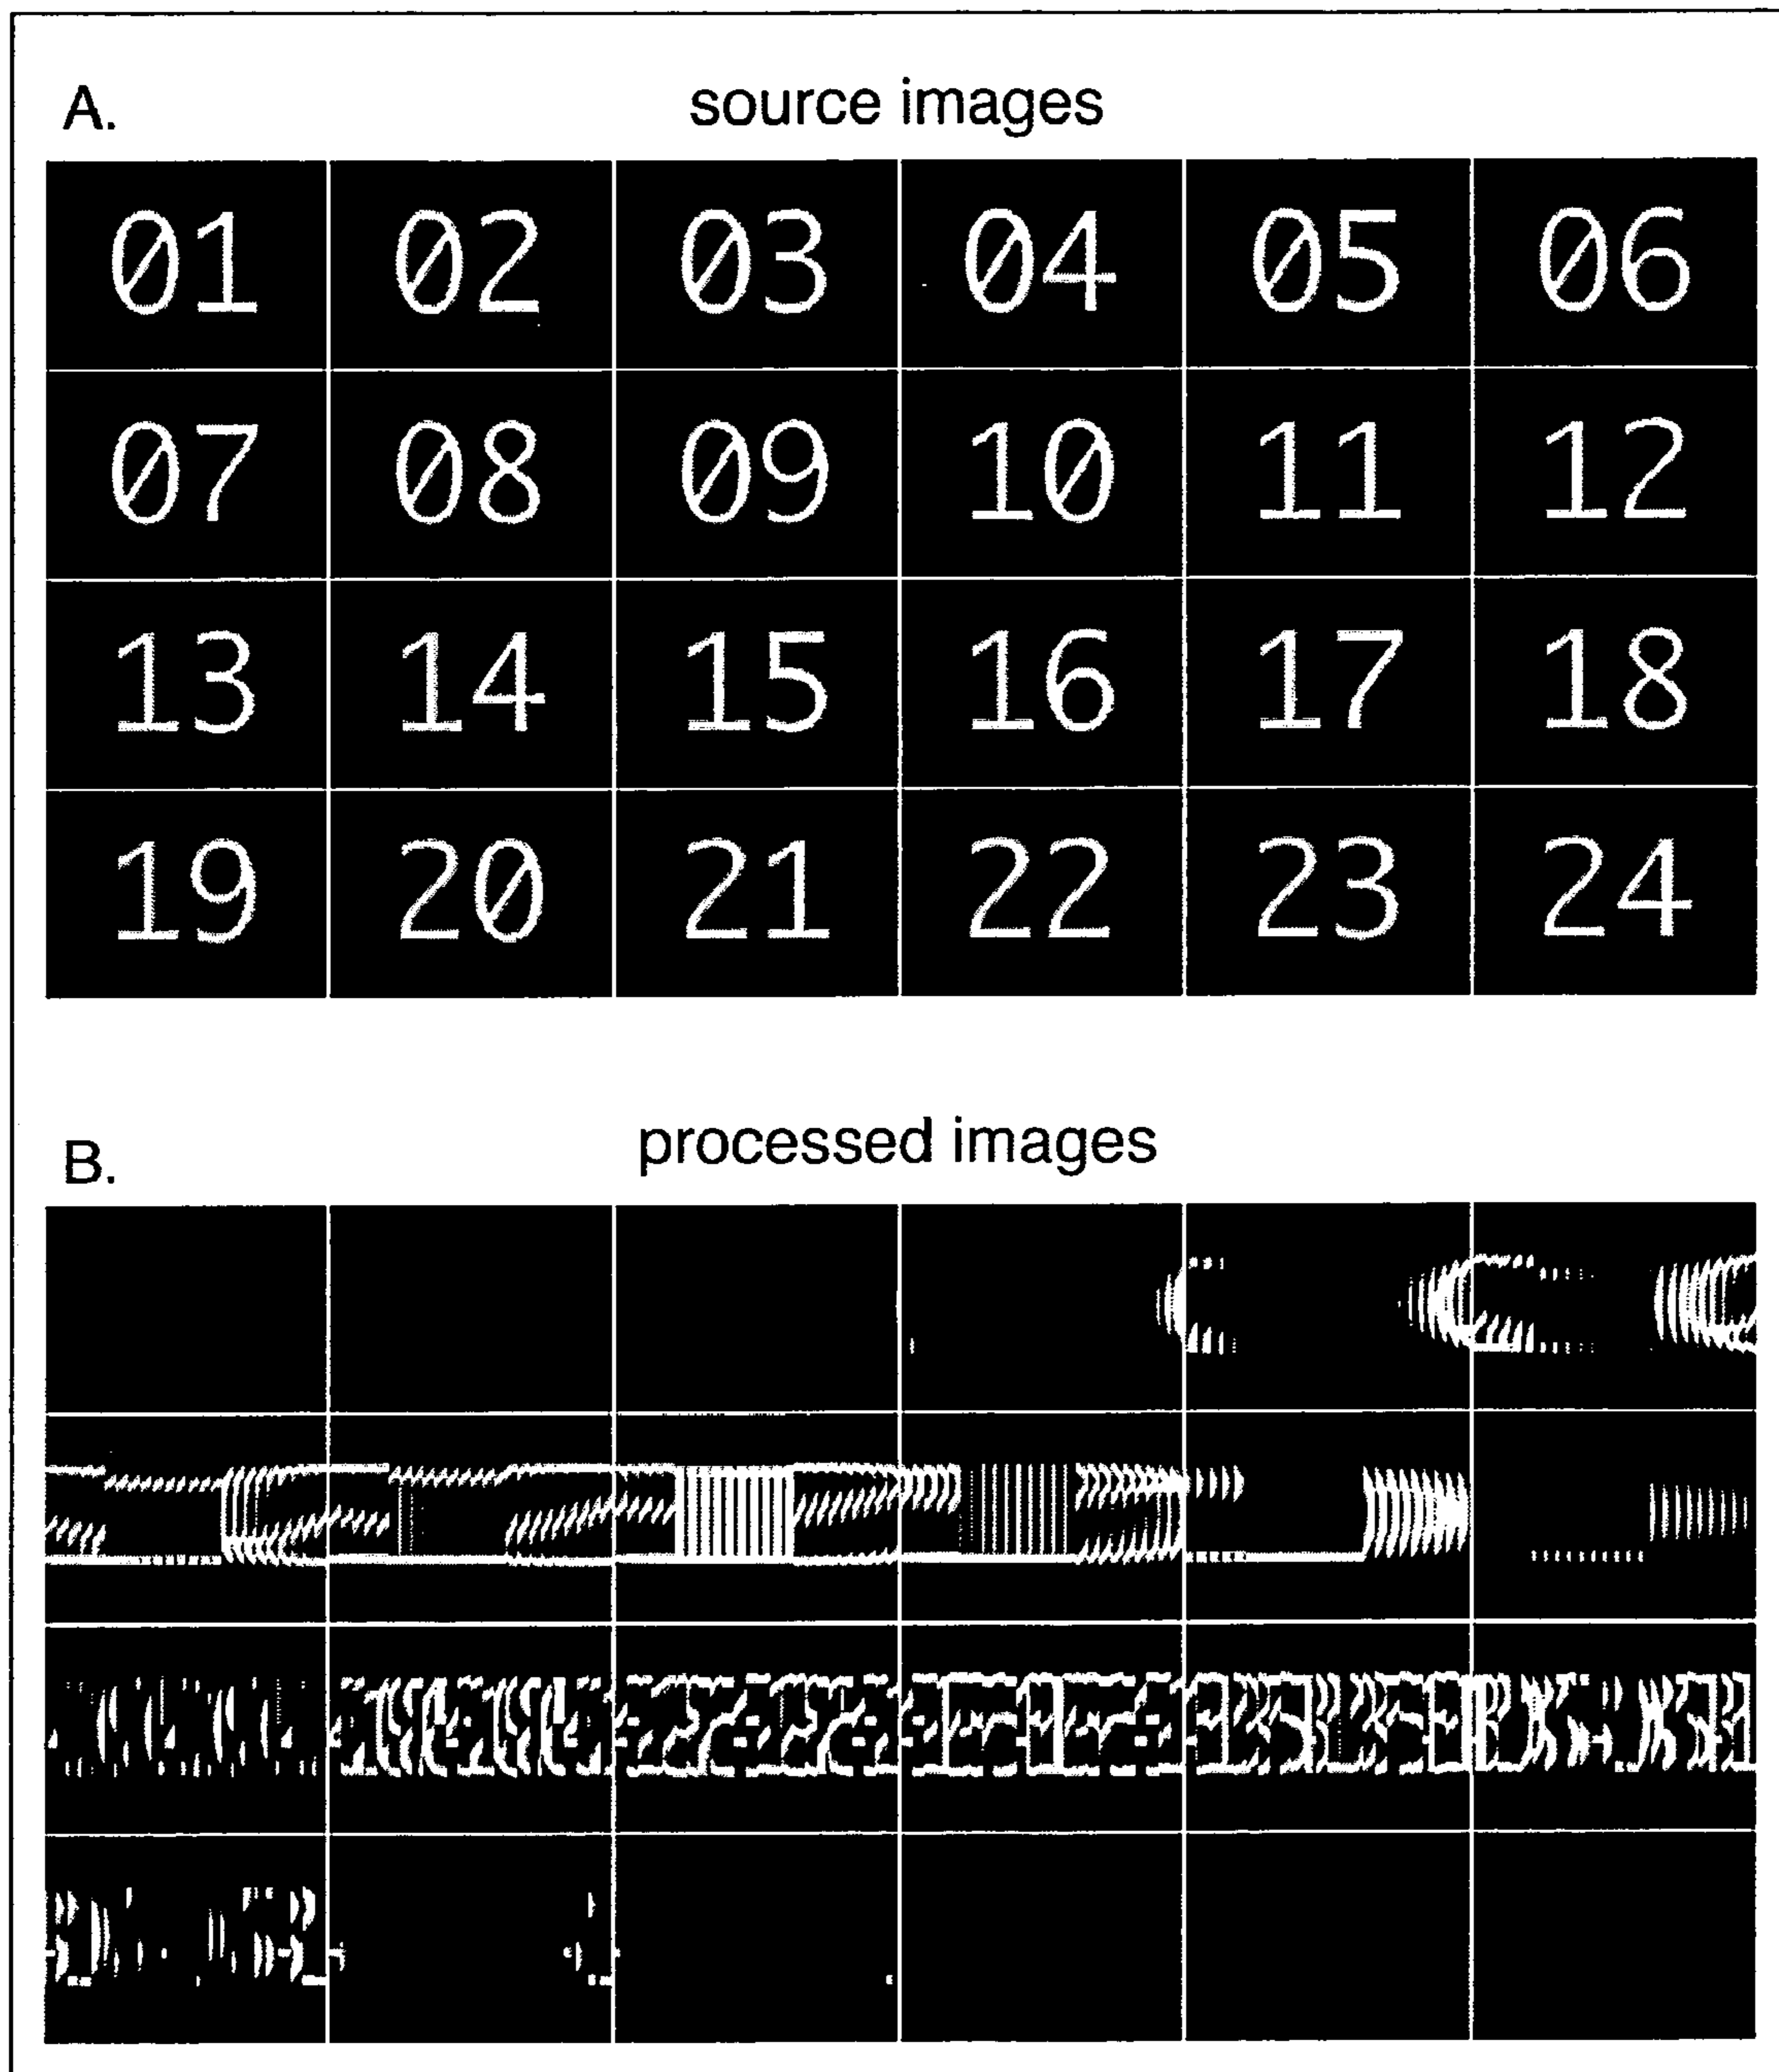 A. source images
01 02 03 04 05 06
07 08 09 10 11 12
13 14 15 16 17 18
19 20 21 22 23 24
B. processed images